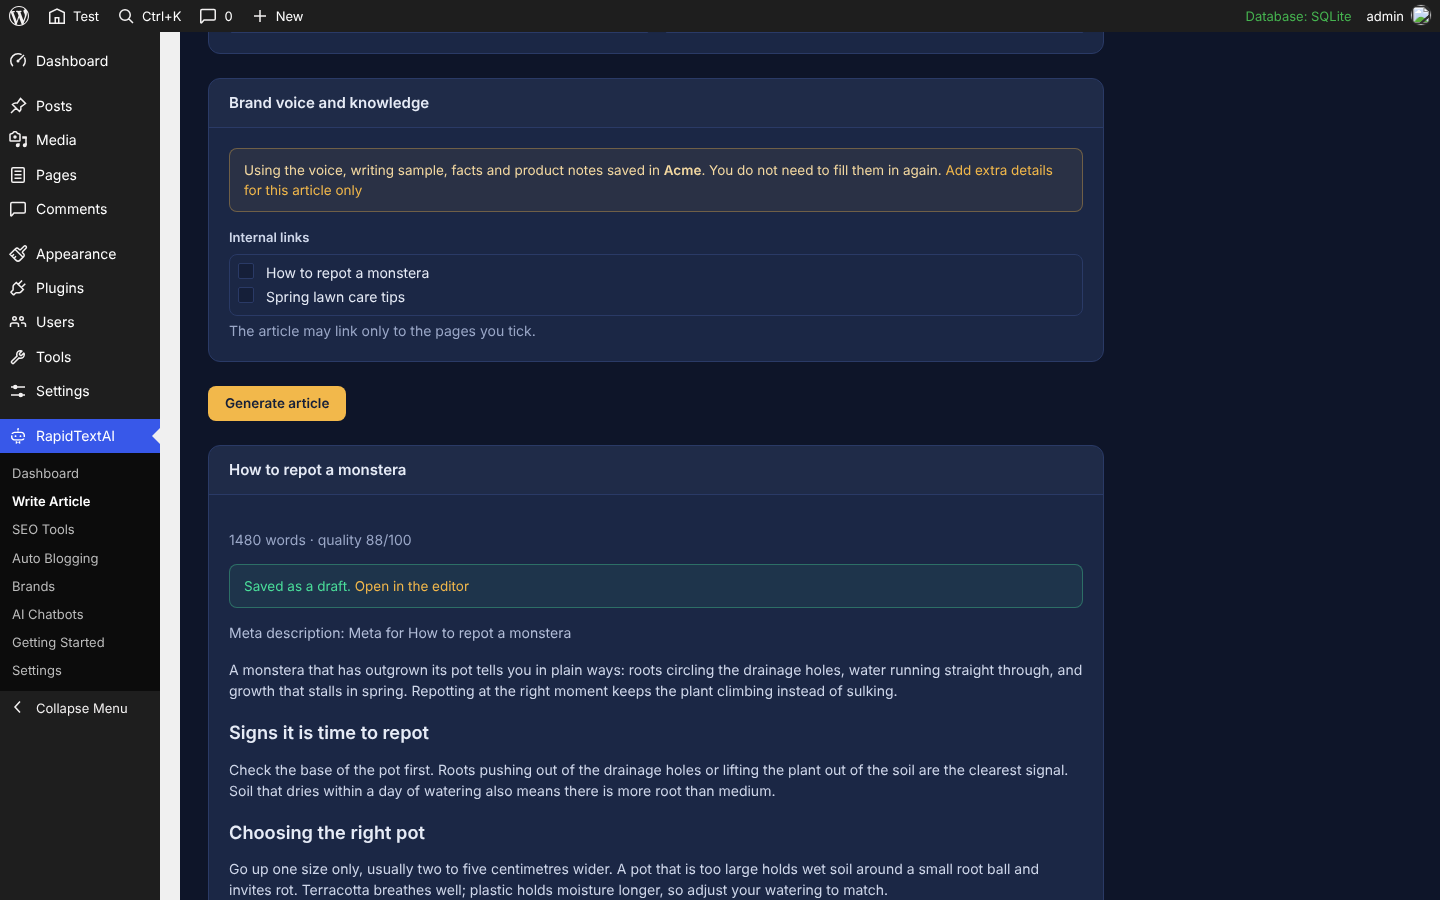 Test
Ctrl+K
0
New
Database: SQLite
admin
Dashboard
Posts
Media
Pages
Comments
Appearance
Plugins
Users
Tools
Settings
RapidTextAI
Dashboard
Write Article
SEO Tools
Auto Blogging
Brands
AI Chatbots
Getting Started
Settings
Collapse Menu
Brand voice and knowledge
Using the voice, writing sample, facts and product notes saved in Acme. You do not need to fill them in again. Add extra details
for this article only
Internal links
How to repot a monstera
Spring lawn care tips
The article may link only to the pages you tick.
Generate article
How to repot a monstera
1480 words · quality 88/100
Saved as a draft. Open in the editor
Meta description: Meta for How to repot a monstera
A monstera that has outgrown its pot tells you in plain ways: roots circling the drainage holes, water running straight through, and
growth that stalls in spring. Repotting at the right moment keeps the plant climbing instead of sulking.
Signs it is time to repot
Check the base of the pot first. Roots pushing out of the drainage holes or lifting the plant out of the soil are the clearest signal.
Soil that dries within a day of watering also means there is more root than medium.
Choosing the right pot
Go up one size only, usually two to five centimetres wider. A pot that is too large holds wet soil around a small root ball and
invites rot. Terracotta breathes well; plastic holds moisture longer, so adjust your watering to match.